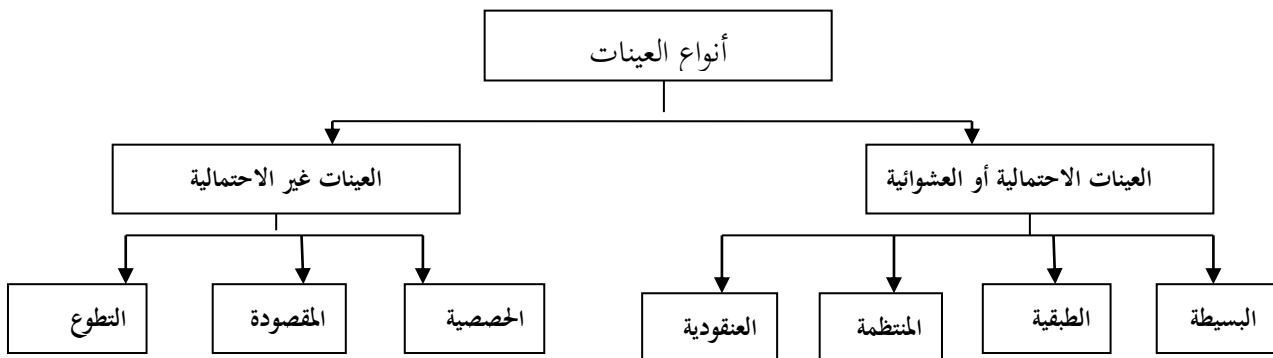 أنواع العينات
العينات الاحتمالية أو العشوائية
العينات غير الاحتمالية
البسيطة
الطبقية
المنتظمة
العنقودية
الحصصية
المقصودة
التطوع